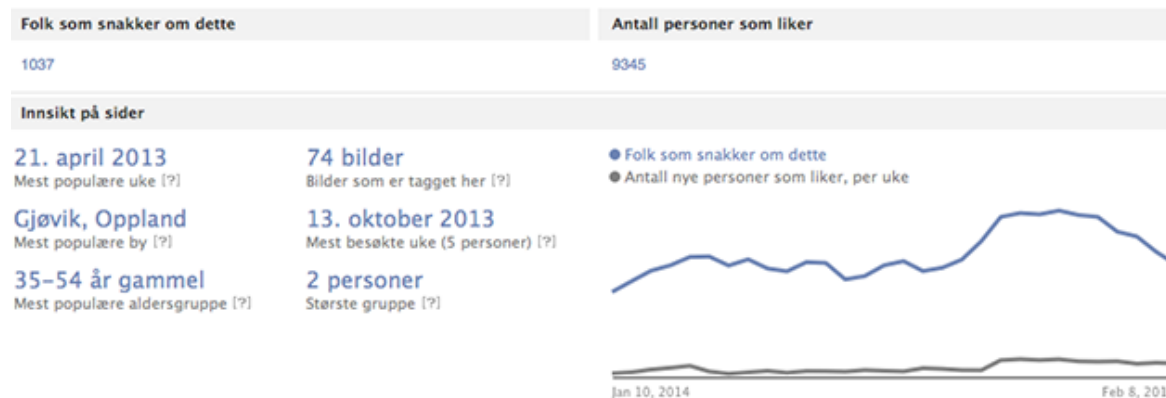 Folk som snakker om dette
1037
Antall personer som liker
9345
Innsikt på sider
21. april 2013
Mest populære uke [?]
74 bilder
Bilder som er tagget her [?]
Gjøvik, Oppland
Mest populære by [?]
13. oktober 2013
Mest besøkte uke (5 personer) [?]
35–54 år gammel
Mest populære aldersgruppe [?]
2 personer
Største gruppe [?]
Folk som snakker om dette
Antall nye personer som liker, per uke
Jan 10, 2014
Feb 8, 201